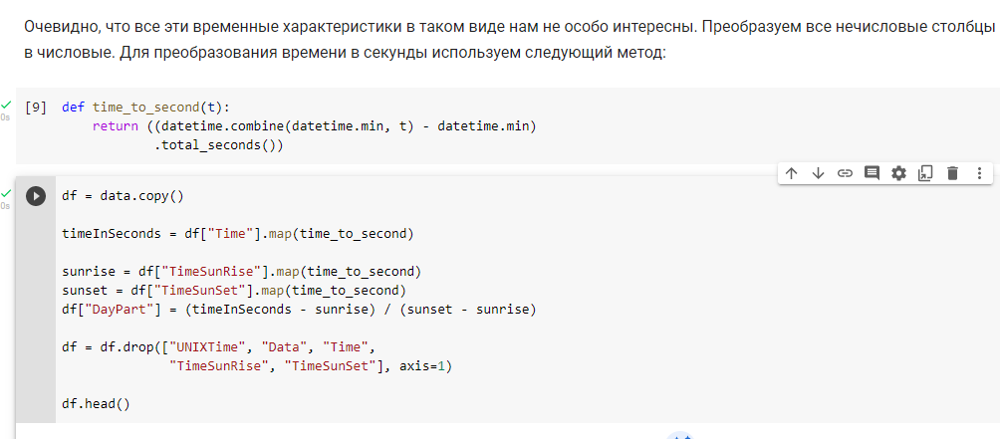 Очевидно, что все эти временные характеристики в таком виде нам не особо интересны. Преобразуем все нечисловые столбцы
в числовые. Для преобразования времени в секунды используем следующий метод:
[9] def time_to_second(t):
return ((datetime.combine(datetime.min, t) - datetime.min)
.total_seconds())
0s
df = data.copy()
0s
timeInSeconds = df["Time"].map(time_to_second)
sunrise = df["TimeSunRise"].map(time_to_second)
sunset = df["TimeSunSet"].map(time_to_second)
df["DayPart"] = (timeInSeconds - sunrise) / (sunset - sunrise)
df = df.drop(["UNIXTime", "Data", "Time",
"TimeSunRise", "TimeSunSet"], axis=1)
df.head()